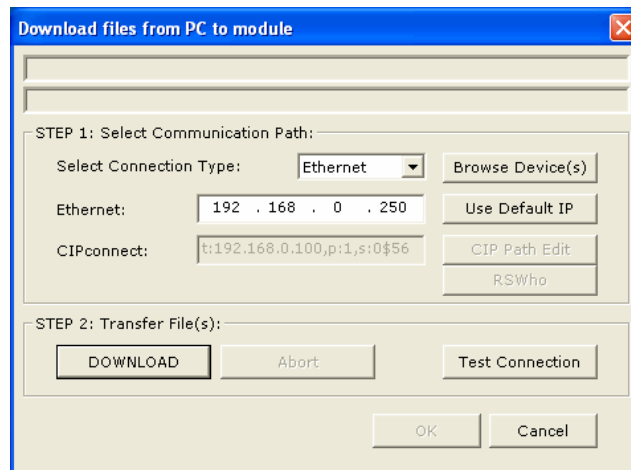 Download files from PC to module
STEP 1: Select Communication Path:
Select Connection Type: Ethernet Browse Device(s)
Ethernet: 192 . 168 . 0 . 250 Use Default IP
CIPconnect: t:192.168.0.100,p:1,s:0$56 CIP Path Edit
RSWho
STEP 2: Transfer File(s):
DOWNLOAD Abort Test Connection
OK Cancel